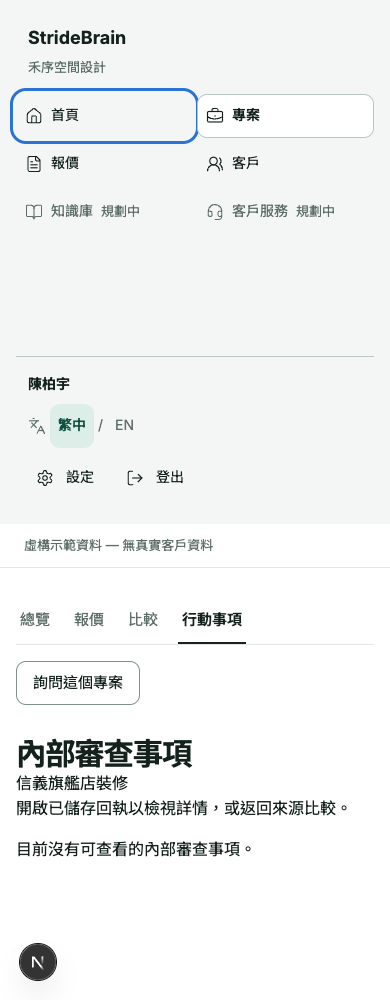 StrideBrain
禾序空間設計
首頁
專案
報價
客戶
知識庫 規劃中
客戶服務 規劃中
陳柏宇
繁中 / EN
設定
登出
虛構示範資料 — 無真實客戶資料
總覽 報價 比較 行動事項
詢問這個專案
內部審查事項
信義旗艦店裝修
開啟已儲存回執以檢視詳情，或返回來源比較。
目前沒有可查看的內部審查事項。
N